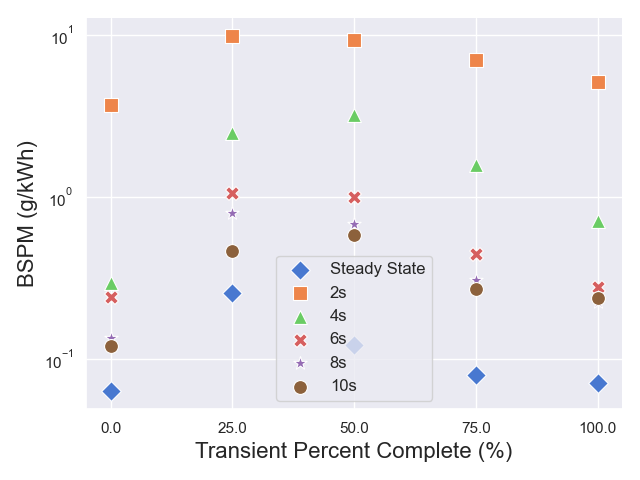 10¹
10⁰
10⁻¹
BSPM (g/kWh)
Steady State
2s
4s
6s
8s
10s
0.0 25.0 50.0 75.0 100.0
Transient Percent Complete (%)